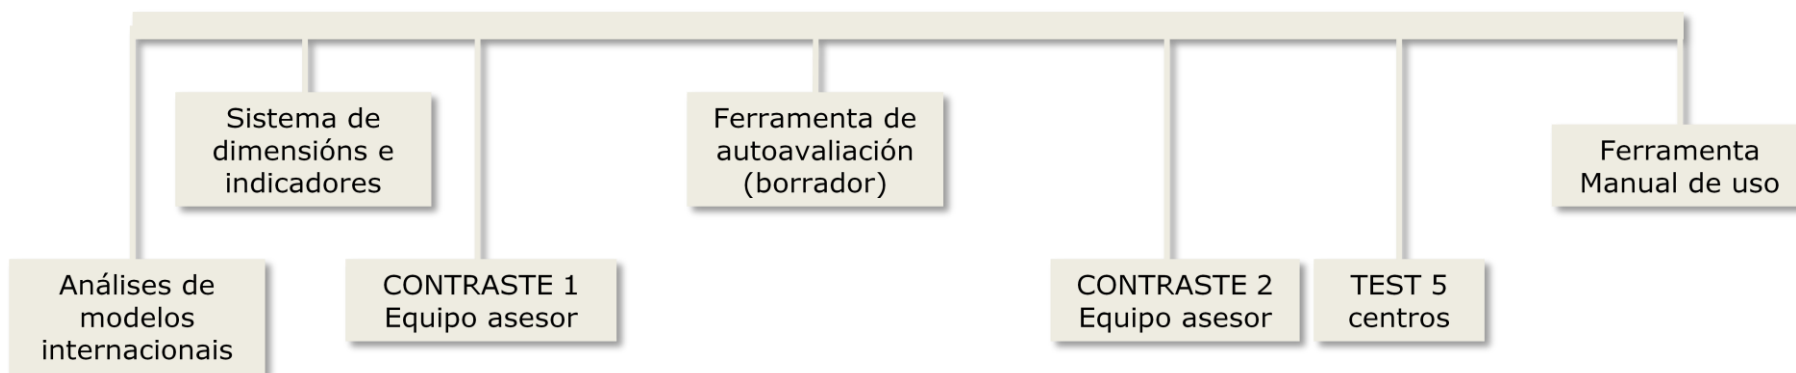 Análises de
modelos
internacionais
Sistema de
dimensións e
indicadores
CONTRASTE 1
Equipo asesor
Ferramenta de
autoavaliación
(borrador)
CONTRASTE 2
Equipo asesor
TEST 5
centros
Ferramenta
Manual de uso